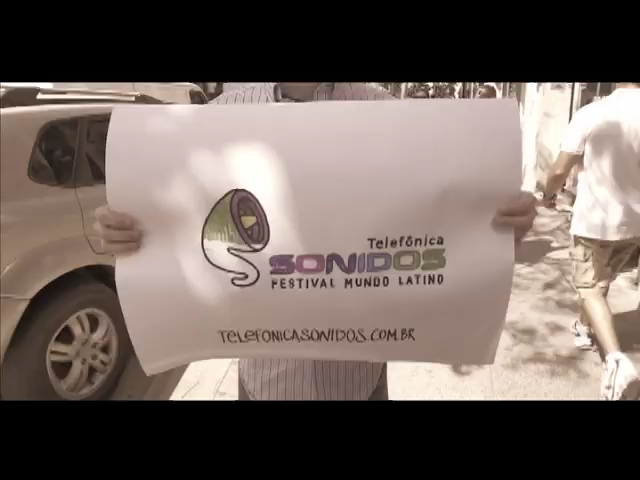 Telefônica
SONIDOS
FESTIVAL MUNDO LATINO
TELEFONICASONIDOS.COM.BR